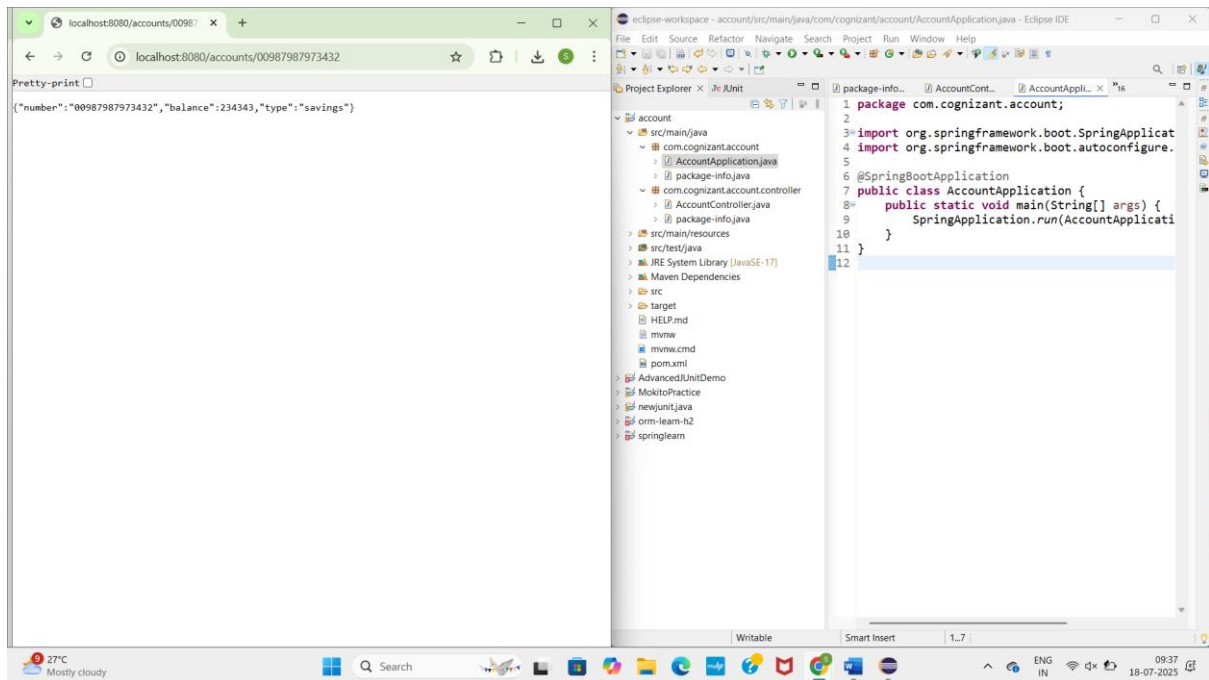 localhost:8080/accounts/00987
localhost:8080/accounts/00987987973432
S
Pretty-print
{"number":"00987987973432","balance":234343,"type":"savings"}
eclipse-workspace - account/src/main/java/com/cognizant/account/AccountApplication.java - Eclipse IDE
File Edit Source Refactor Navigate Search Project Run Window Help
Project Explorer JUnit
account
src/main/java
com.cognizant.account
AccountApplication.java
package-info.java
com.cognizant.account.controller
AccountController.java
package-info.java
src/main/resources
src/test/java
JRE System Library [JavaSE-17]
Maven Dependencies
src
target
HELP.md
mvnw
mvnw.cmd
pom.xml
AdvancedJUnitDemo
MokitoPractice
newjunit.java
orm-learn-h2
springlearn
package-info... AccountCont... AccountAppli... 16
1 package com.cognizant.account;
2
3 import org.springframework.boot.SpringApplicat
4 import org.springframework.boot.autoconfigure.
5
6 @SpringBootApplication
7 public class AccountApplication {
8 public static void main(String[] args) {
9 SpringApplication.run(AccountApplicati
10 }
11 }
12
Writable Smart Insert 1...7
9 27°C
Mostly cloudy
Search
ENG
IN
09:37
18-07-2025